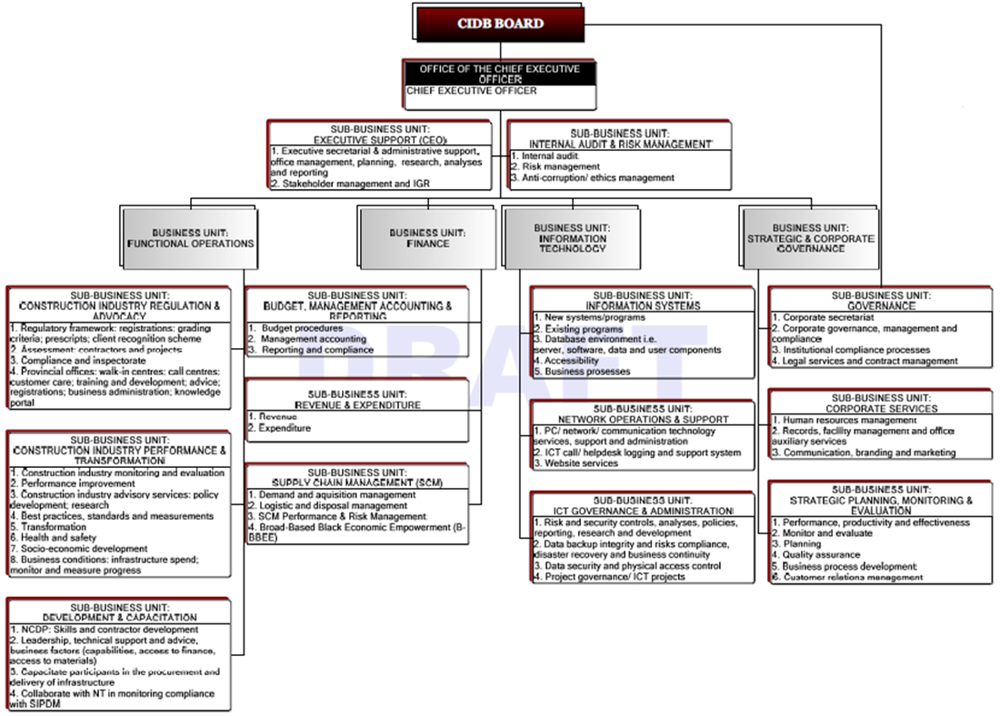 CIDB BOARD
OFFICE OF THE CHIEF EXECUTIVE
OFFICER
CHIEF EXECUTIVE OFFICER
SUB-BUSINESS UNIT:
EXECUTIVE SUPPORT (CEO)
1. Executive secretarial & administrative support,
office management, planning, research, analyses
and reporting
2. Stakeholder management and IGR
SUB-BUSINESS UNIT:
INTERNAL AUDIT & RISK MANAGEMENT
1. Internal audit
2. Risk management
3. Anti-corruption/ ethics management
BUSINESS UNIT:
FUNCTIONAL OPERATIONS
BUSINESS UNIT:
FINANCE
BUSINESS UNIT:
INFORMATION
TECHNOLOGY
BUSINESS UNIT:
STRATEGIC & CORPORATE
GOVERNANCE
SUB-BUSINESS UNIT:
CONSTRUCTION INDUSTRY REGULATION &
ADVOCACY
1. Regulatory framework: registrations: grading
criteria; prescripts; client recognition scheme
2. Assessment: contractors and projects
3. Compliance and inspectorate
4. Provincial offices: walk-in centres: call centres;
customer care; training and development; advice;
registrations; business administration; knowledge
portal
SUB-BUSINESS UNIT:
CONSTRUCTION INDUSTRY PERFORMANCE &
TRANSFORMATION
1. Construction industry monitoring and evaluation
2. Performance improvement
3. Construction industry advisory services: policy
development; research
4. Best practices, standards and measurements
5. Transformation
6. Health and safety
7. Socio-economic development
8. Business conditions: infrastructure spend;
monitor and measure progress
SUB-BUSINESS UNIT:
DEVELOPMENT & CAPACITATION
1. NCDP: Skills and contractor development
2. Leadership, technical support and advice,
business factors (capabilities, access to finance,
access to materials)
3. Capacitate participants in the procurement and
delivery of infrastructure
4. Collaborate with NT in monitoring compliance
with SIPDM
SUB-BUSINESS UNIT:
BUDGET, MANAGEMENT ACCOUNTING &
REPORTING
1. Budget procedures
2. Management accounting
3. Reporting and compliance
SUB-BUSINESS UNIT:
REVENUE & EXPENDITURE
1. Revenue
2. Expenditure
SUB-BUSINESS UNIT:
SUPPLY CHAIN MANAGEMENT (SCM)
1. Demand and aquisition management
2. Logistic and disposal management
3. SCM Performance & Risk Management
4. Broad-Based Black Economic Empowerment (B-
BBEE)
SUB-BUSINESS UNIT:
INFORMATION SYSTEMS
1. New systems/programs
2. Existing programs
3. Database environment i.e.
server, software, data and user components
4. Accessibility
5. Business prosesses
SUB-BUSINESS UNIT:
NETWORK OPERATIONS & SUPPORT
1. PC/ network/ communication technology
services, support and administration
2. ICT call/ helpdesk logging and support system
3. Website services
SUB-BUSINESS UNIT:
ICT GOVERNANCE & ADMINISTRATION
1. Risk and security controls, analyses, policies,
reporting, research and development
2. Data backup integrity and risks compliance,
disaster recovery and business continuity
3. Data security and physical access control
4. Project governance/ ICT projects
SUB-BUSINESS UNIT:
GOVERNANCE
1. Corporate secretariat
2. Corporate governance, management and
compliance
3. Institutional compliance processes
4. Legal services and contract management
SUB-BUSINESS UNIT:
CORPORATE SERVICES
1. Human resources management
2. Records, facility management and office
auxiliary services
3. Communication, branding and marketing
SUB-BUSINESS UNIT:
STRATEGIC PLANNING, MONITORING &
EVALUATION
1. Performance, productivity and effectiveness
2. Monitor and evaluate
3. Planning
4. Quality assurance
5. Business process development
6. Customer relations management
DRAFT